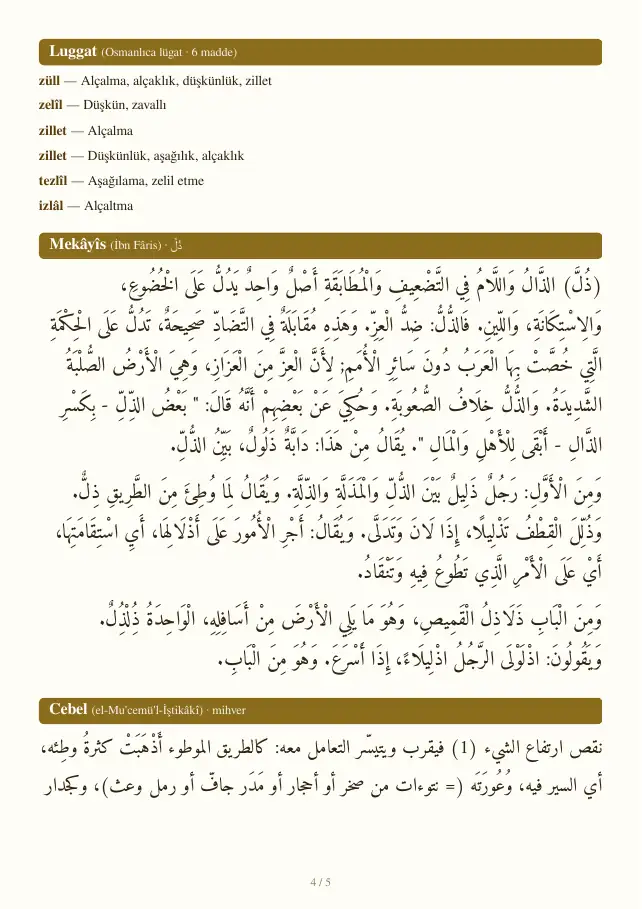 Luggat (Osmanlıca lügat · 6 madde)
züll — Alçalma, alçaklık, düşkünlük, zillet
zelîl — Düşkün, zavallı
zillet — Alçalma
zillet — Düşkünlük, aşağılık, alçaklık
tezlîl — Aşağılama, zelil etme
izlâl — Alçaltma
Mekâyîs (İbn Fâris) · ذُلّ
(ذُلَّ) الذَّالُ وَاللَّامُ فِي التَّضْعِيفِ وَالْمُطَابَقَةِ أَصْلٌ وَاحِدٌ يَدُلُّ عَلَى الْخُضُوعِ،
وَالِاسْتِكَانَةِ، وَاللِّينِ. فَالذُّلُّ: ضِدُّ الْعِزِّ. وَهَذِهِ مُقَابَلَةٌ فِي التَّضَادِّ صَحِيحَةٌ، تَدُلُّ عَلَى الْحِكْمَةِ
الَّتِي خُصَّتْ بِهَا الْعَرَبُ دُونَ سَائِرِ الْأُمَمِ; لِأَنَّ الْعِزَّ مِنَ الْعَزَازِ، وَهِيَ الْأَرْضُ الصُّلْبَةُ
الشَّدِيدَةُ. وَالذُّلُّ خِلَافُ الصُّعُوبَةِ. وَحُكِيَ عَنْ بَعْضِهِمْ أَنَّهُ قَالَ: " بَعْضُ الذِّلِّ - بِكَسْرِ
الذَّالِ - أَبْقَى لِلْأَهْلِ وَالْمَالِ ". يُقَالُ مِنْ هَذَا: دَابَّةٌ ذَلُولٌ، بَيِّنُ الذُّلِّ.
وَمِنَ الْأَوَّلِ: رَجُلٌ ذَلِيلٌ بَيْنَ الذُّلِّ وَالْمَذَلَّةِ وَالذِّلَّةِ. وَيُقَالُ لِمَا وُطِئَ مِنَ الطَّرِيقِ ذِلٌّ.
وَذُلِّلَ الْقِطْفُ تَذْلِيلًا، إِذَا لَانَ وَتَدَلَّى. وَيُقَالُ: أَجْرِ الْأُمُورَ عَلَى أَذْلَالِهَا، أَيِ اسْتِقَامَتِهَا،
أَيْ عَلَى الْأَمْرِ الَّذِي تَطُوعُ فِيهِ وَتَنْقَادُ.
وَمِنَ الْبَابِ ذَلَاذِلُ الْقَمِيصِ، وَهُوَ مَا يَلِي الْأَرْضَ مِنْ أَسَافِلِهِ، الْوَاحِدَةُ ذُلْذُلٌ.
وَيَقُولُونَ: اذْلَوْلَى الرَّجُلُ اذْلِيلَاءً، إِذَا أَسْرَعَ. وَهُوَ مِنَ الْبَابِ.
Cebel (el-Mu'cemü'l-İştikâkî) · mihver
نقص ارتفاع الشيء (1) فيقرب ويتيسّر التعامل معه: كالطريق الموطوء أَذْهَبَتْ كثرةُ وطِئه،
أي السير فيه، وُعُورَتَه (= نتوءات من صخر أو أحجار أو مَدَر جافّ أو رمل وعث)، وكجدار
4 / 5